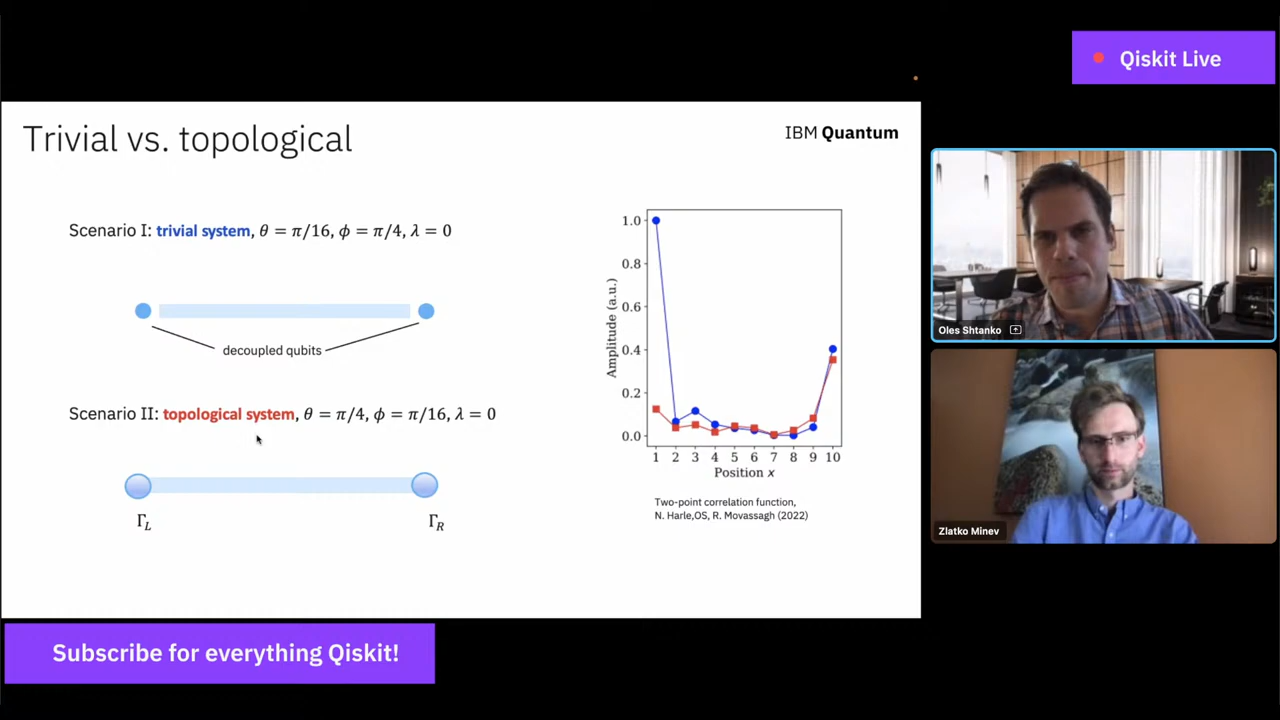 Qiskit Live
Trivial vs. topological
IBM Quantum
Scenario I: trivial system, θ = π/16, ϕ = π/4, λ = 0
decoupled qubits
Scenario II: topological system, θ = π/4, ϕ = π/16, λ = 0
Γ_L
Γ_R
Amplitude (a.u.)
1.0
0.8
0.6
0.4
0.2
0.0
1 2 3 4 5 6 7 8 9 10
Position x
Two-point correlation function,
N. Harle,OS, R. Movassagh (2022)
Oles Shtanko
Zlatko Minev
Subscribe for everything Qiskit!